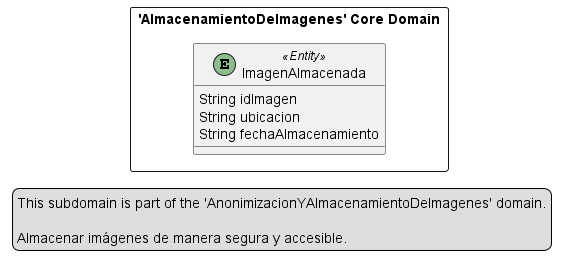 'AlmacenamientoDeImagenes' Core Domain
«Entity»
E ImagenAlmacenada
String idImagen
String ubicacion
String fechaAlmacenamiento
This subdomain is part of the 'AnonimizacionYAlmacenamientoDeImagenes' domain.
Almacenar imágenes de manera segura y accesible.